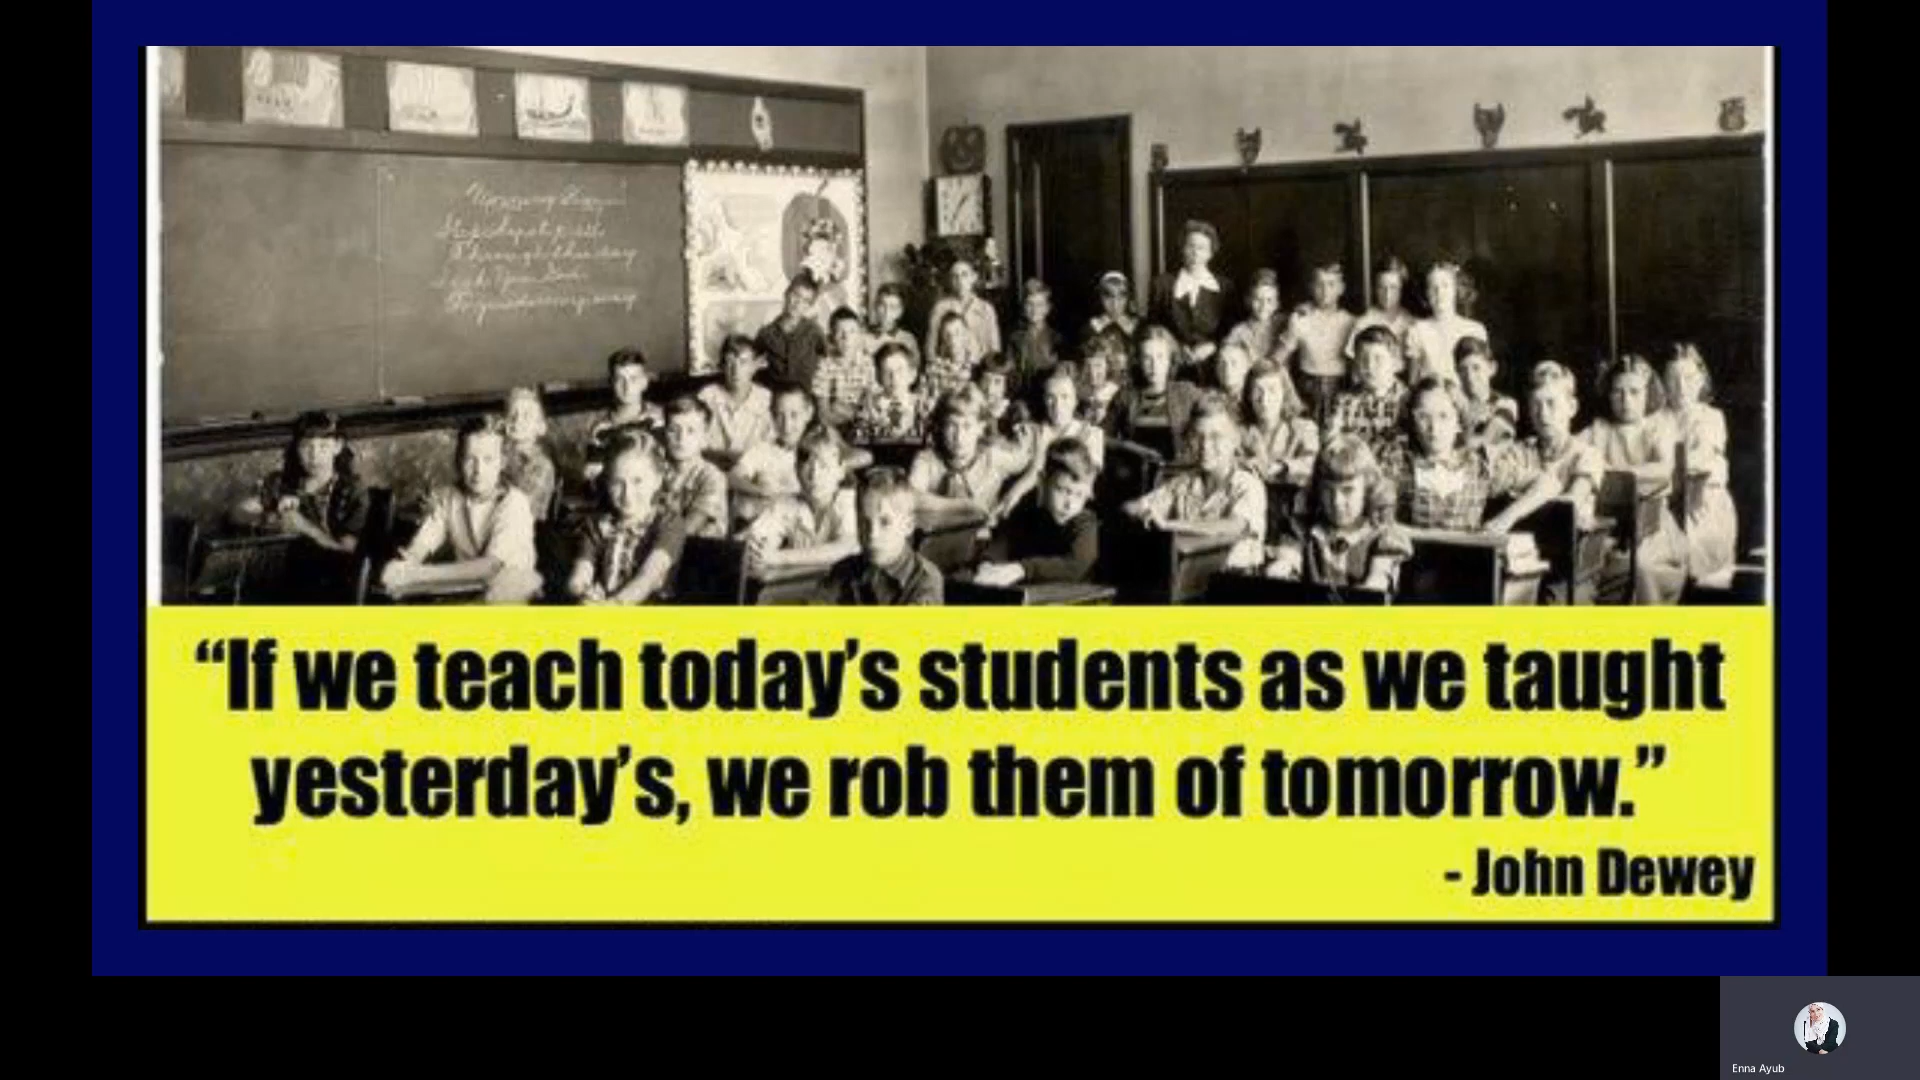 “If we teach today’s students as we taught
yesterday’s, we rob them of tomorrow.”
- John Dewey
Enna Ayub